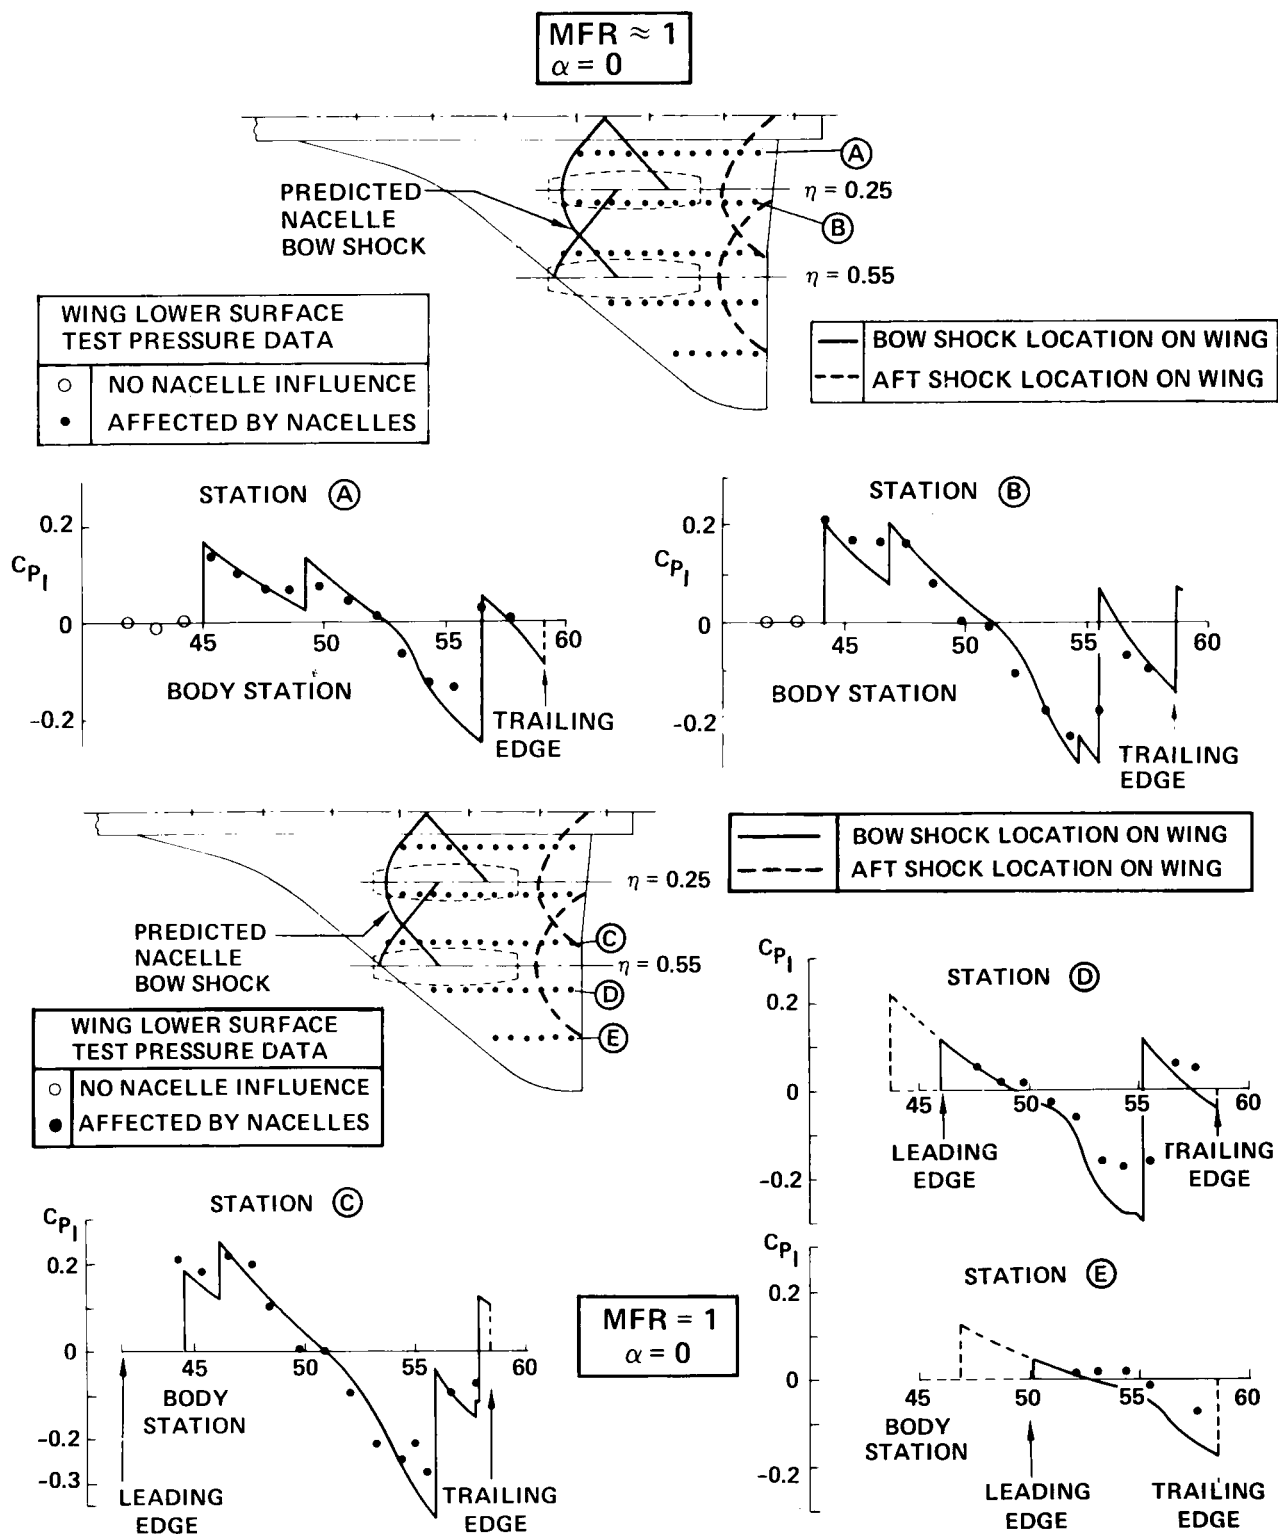 MFR ≈ 1
α = 0
A
PREDICTED
NACELLE
BOW SHOCK
η = 0.25
B
η = 0.55
WING LOWER SURFACE
TEST PRESSURE DATA
○ NO NACELLE INFLUENCE
● AFFECTED BY NACELLES
BOW SHOCK LOCATION ON WING
AFT SHOCK LOCATION ON WING
STATION A
0.2
CPI
0
45 50 55 60
BODY STATION
-0.2
TRAILING
EDGE
STATION B
0.2
CPI
0
45 50 55 60
BODY STATION
-0.2
TRAILING
EDGE
BOW SHOCK LOCATION ON WING
AFT SHOCK LOCATION ON WING
η = 0.25
PREDICTED
NACELLE
BOW SHOCK
C
η = 0.55
D
E
WING LOWER SURFACE
TEST PRESSURE DATA
○ NO NACELLE INFLUENCE
● AFFECTED BY NACELLES
CPI
STATION D
0.2
0
45 50 55 60
LEADING
EDGE
TRAILING
EDGE
-0.2
STATION C
CPI
0.2
0
45 50 55 60
BODY
STATION
-0.2
-0.3
LEADING
EDGE
TRAILING
EDGE
MFR = 1
α = 0
CPI
STATION E
0.2
0
45 50 55 60
BODY
STATION
-0.2
LEADING
EDGE
TRAILING
EDGE